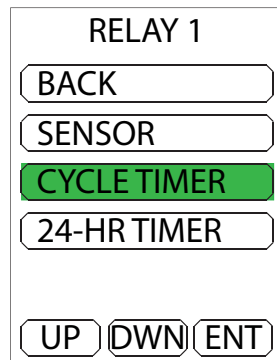 RELAY 1
BACK
SENSOR
CYCLE TIMER
24-HR TIMER
UP DWN ENT